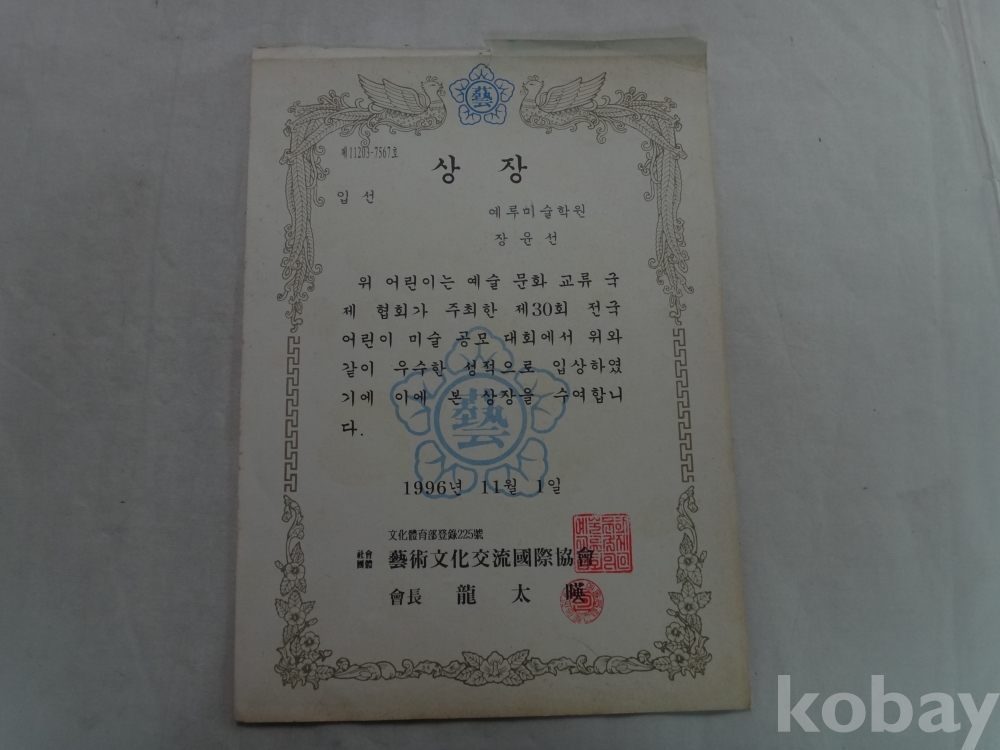 藝
제11203-7567호
상 장
입 선
예루미술학원
장 윤 선
위 어린이는 예술 문화 교류 국
제 협회가 주최한 제30회 전국
어린이 미술 공모 대회에서 위와
같이 우수한 성적으로 입상하였
기에 이에 본 상장을 수여합니
다.
藝
1996년 11월 1일
文化體育部登錄225號
社會團體 藝術文化交流國際協會
會長 龍 太 暎
kobay